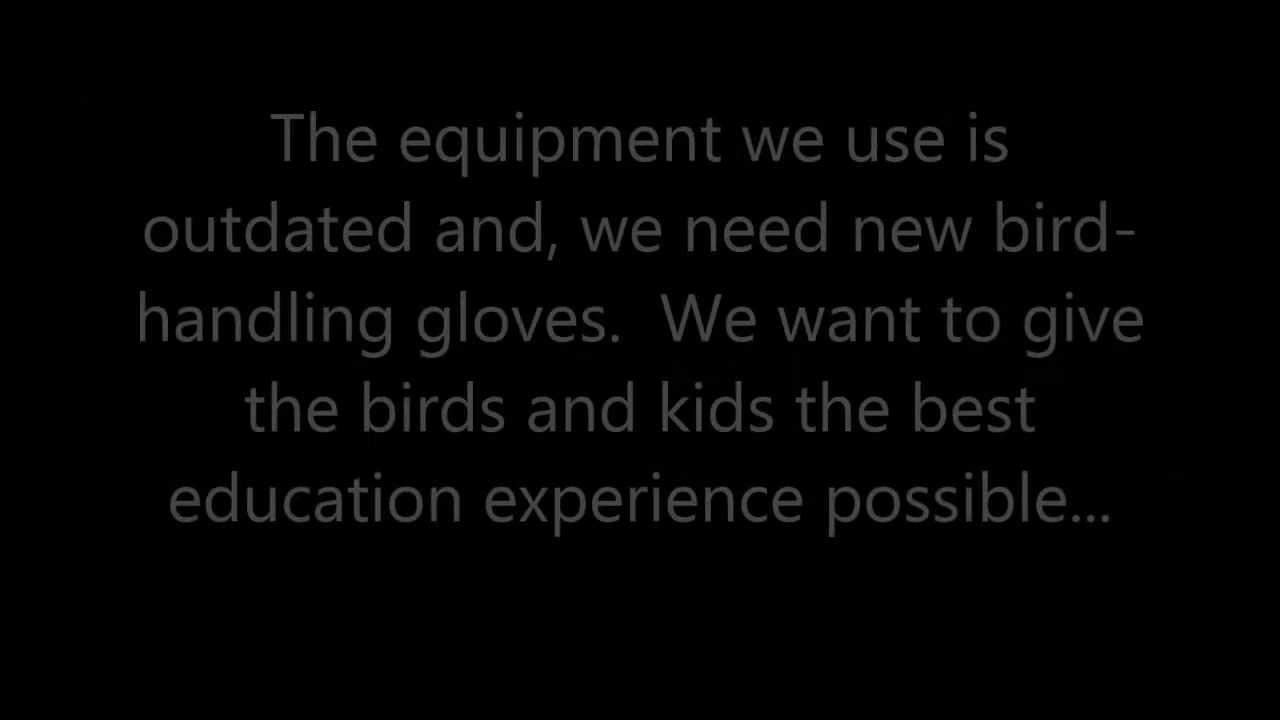 The equipment we use is
outdated and, we need new bird-
handling gloves.  We want to give
the birds and kids the best
education experience possible...